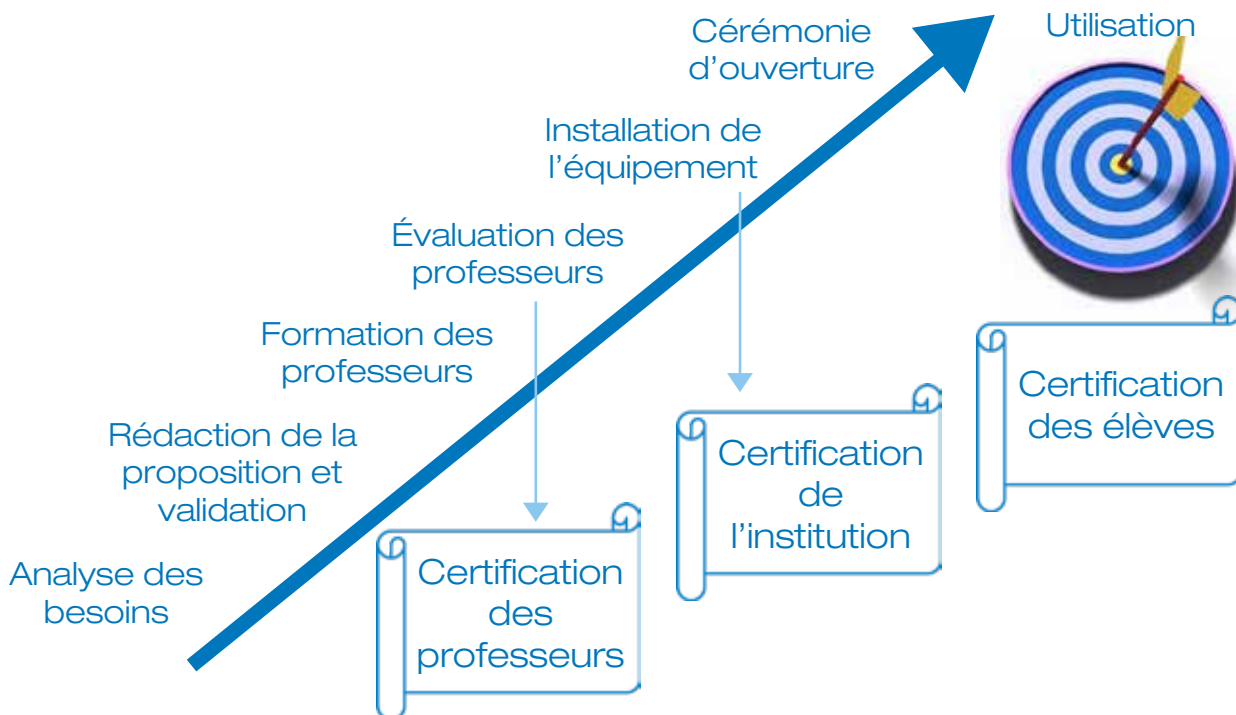 Cérémonie
d'ouverture
Utilisation
Installation de
l'équipement
Évaluation des
professeurs
Formation des
professeurs
Rédaction de la
proposition et
validation
Analyse des
besoins
Certification
des
professeurs
Certification
de
l'institution
Certification
des élèves